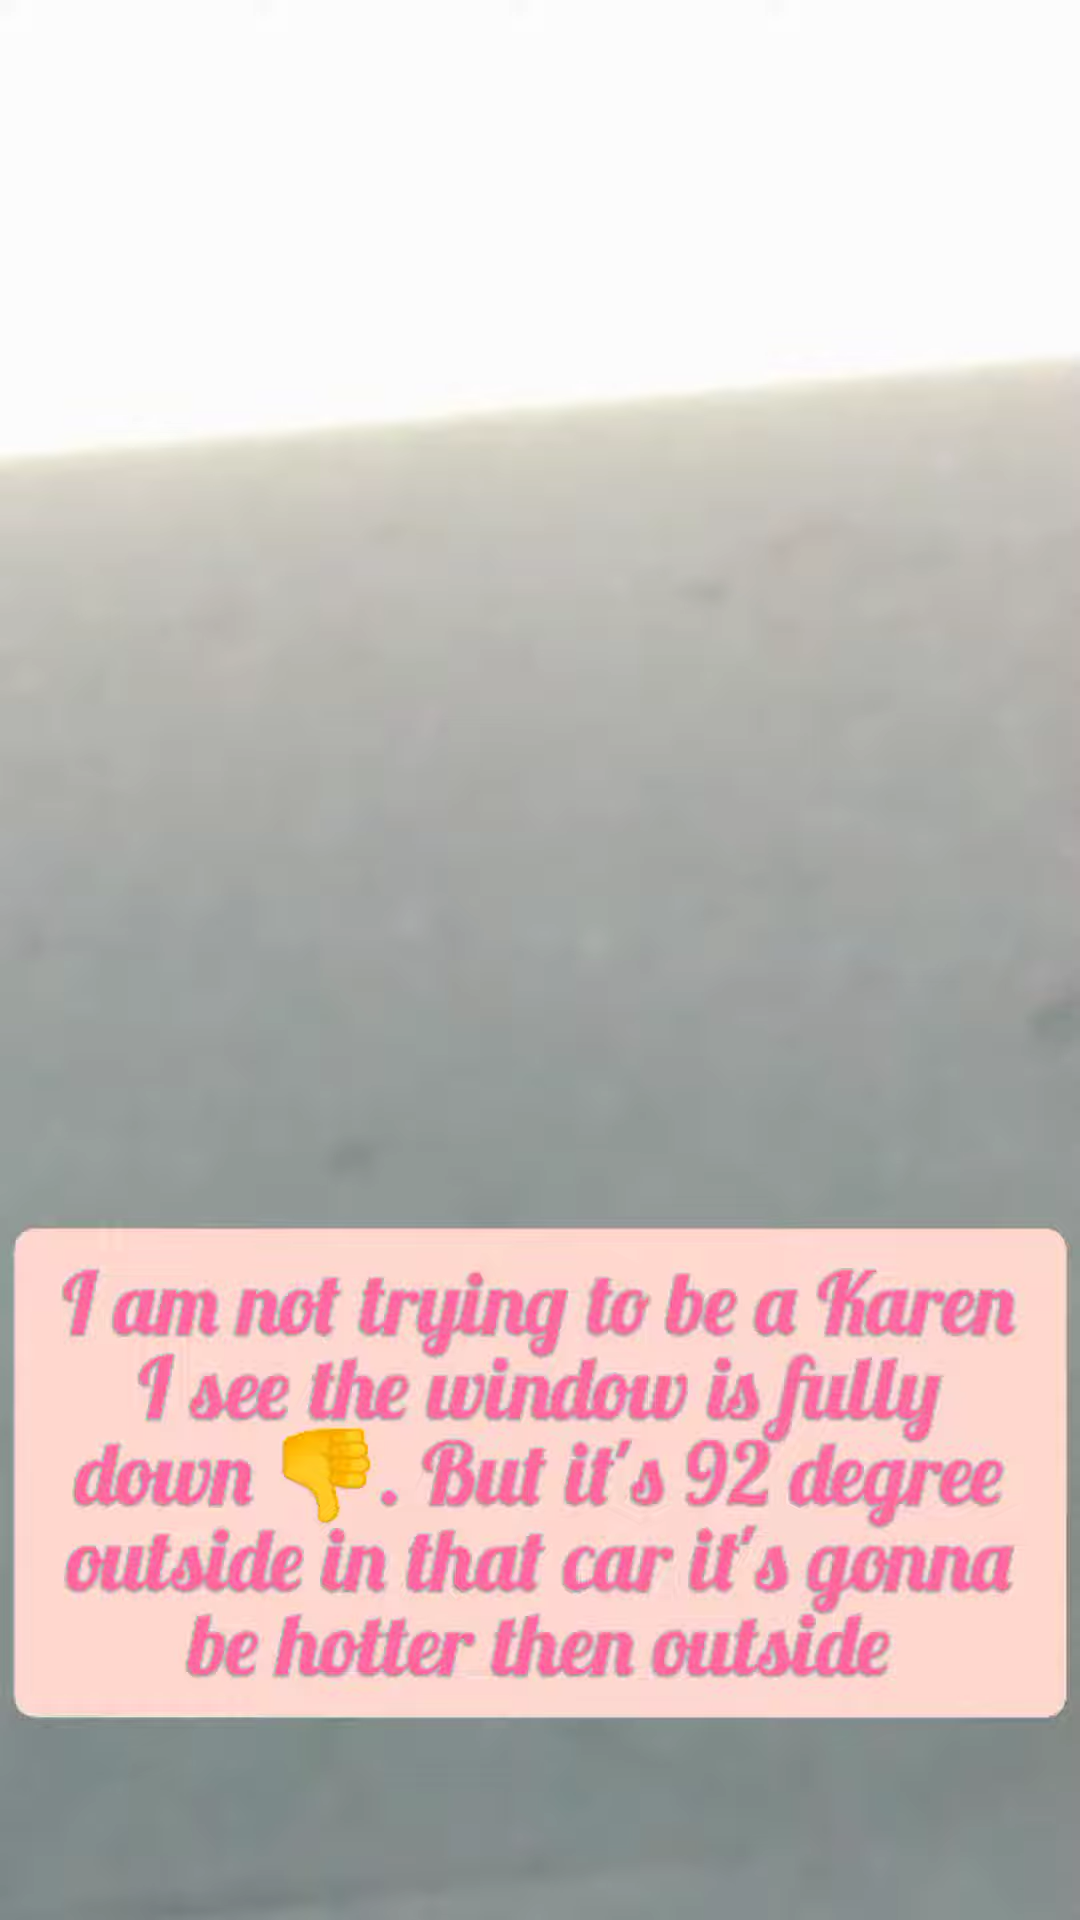 I am not trying to be a Karen
I see the window is fully
down 👎. But it's 92 degree
outside in that car it's gonna
be hotter then outside